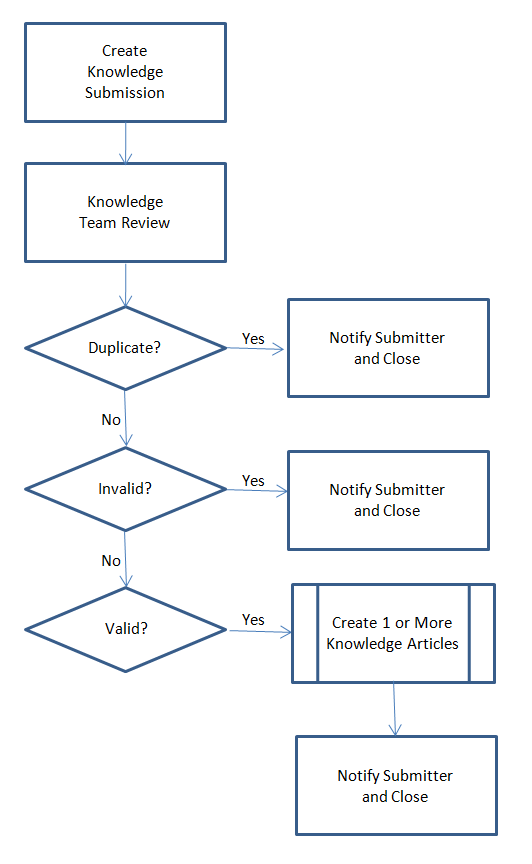 Create
Knowledge
Submission
Knowledge
Team Review
Duplicate?
Yes
Notify Submitter
and Close
No
Invalid?
Yes
Notify Submitter
and Close
No
Valid?
Yes
Create 1 or More
Knowledge Articles
Notify Submitter
and Close